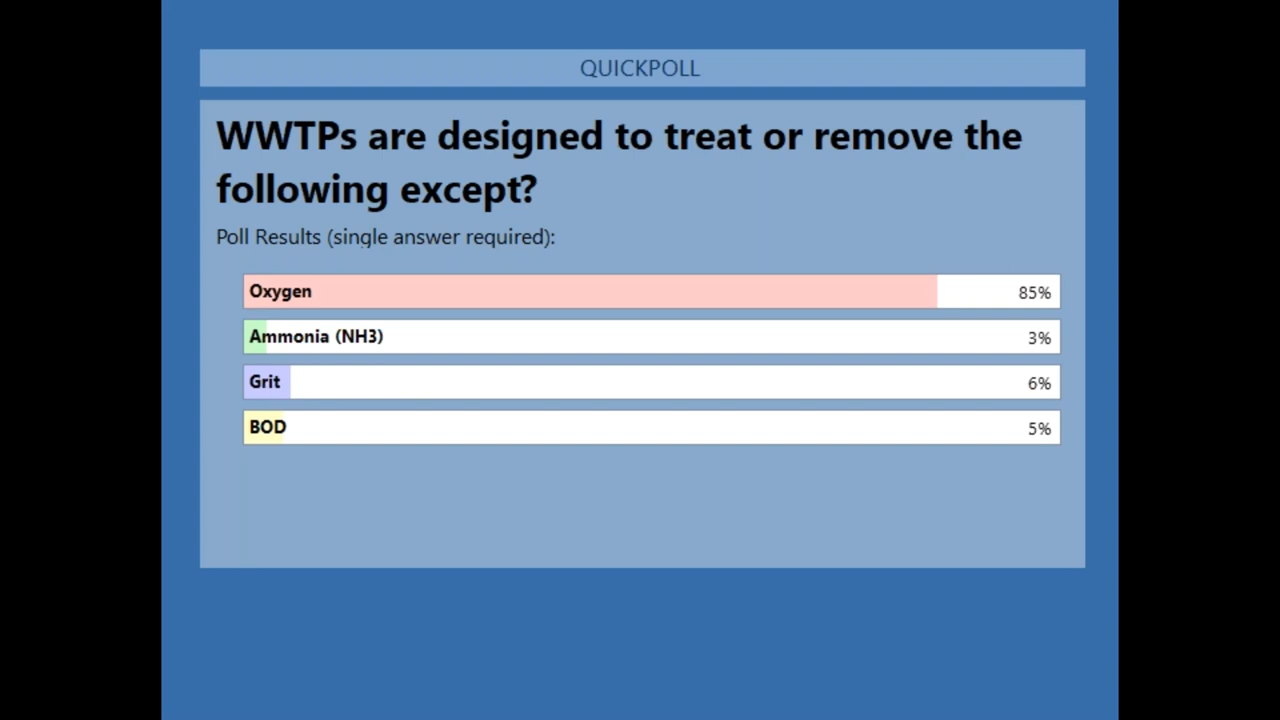 QUICKPOLL
WWTPs are designed to treat or remove the
following except?
Poll Results (single answer required):
Oxygen 85%
Ammonia (NH3) 3%
Grit 6%
BOD 5%